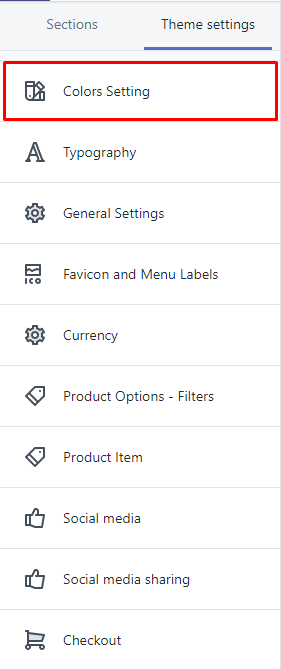 Sections Theme settings
Colors Setting
Typography
General Settings
ICO
Favicon and Menu Labels
Currency
Product Options - Filters
Product Item
Social media
Social media sharing
Checkout